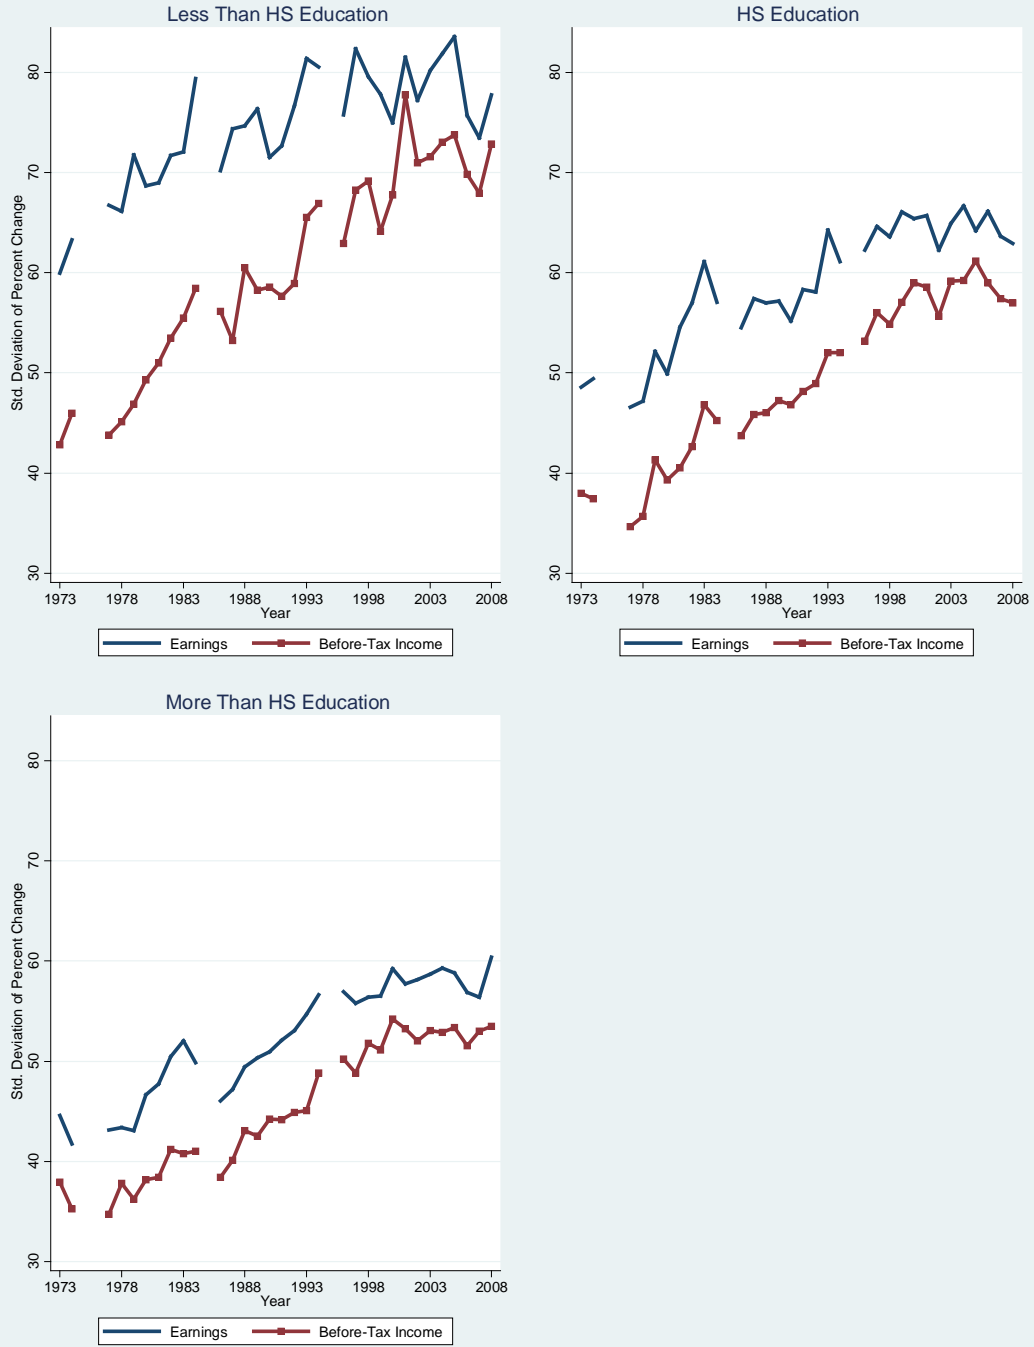 Less Than HS Education
Std. Deviation of Percent Change
80
70
60
50
40
30
1973 1978 1983 1988 1993 1998 2003 2008
Year
Earnings Before-Tax Income
HS Education
80
70
60
50
40
30
1973 1978 1983 1988 1993 1998 2003 2008
Year
Earnings Before-Tax Income
More Than HS Education
Std. Deviation of Percent Change
80
70
60
50
40
30
1973 1978 1983 1988 1993 1998 2003 2008
Year
Earnings Before-Tax Income